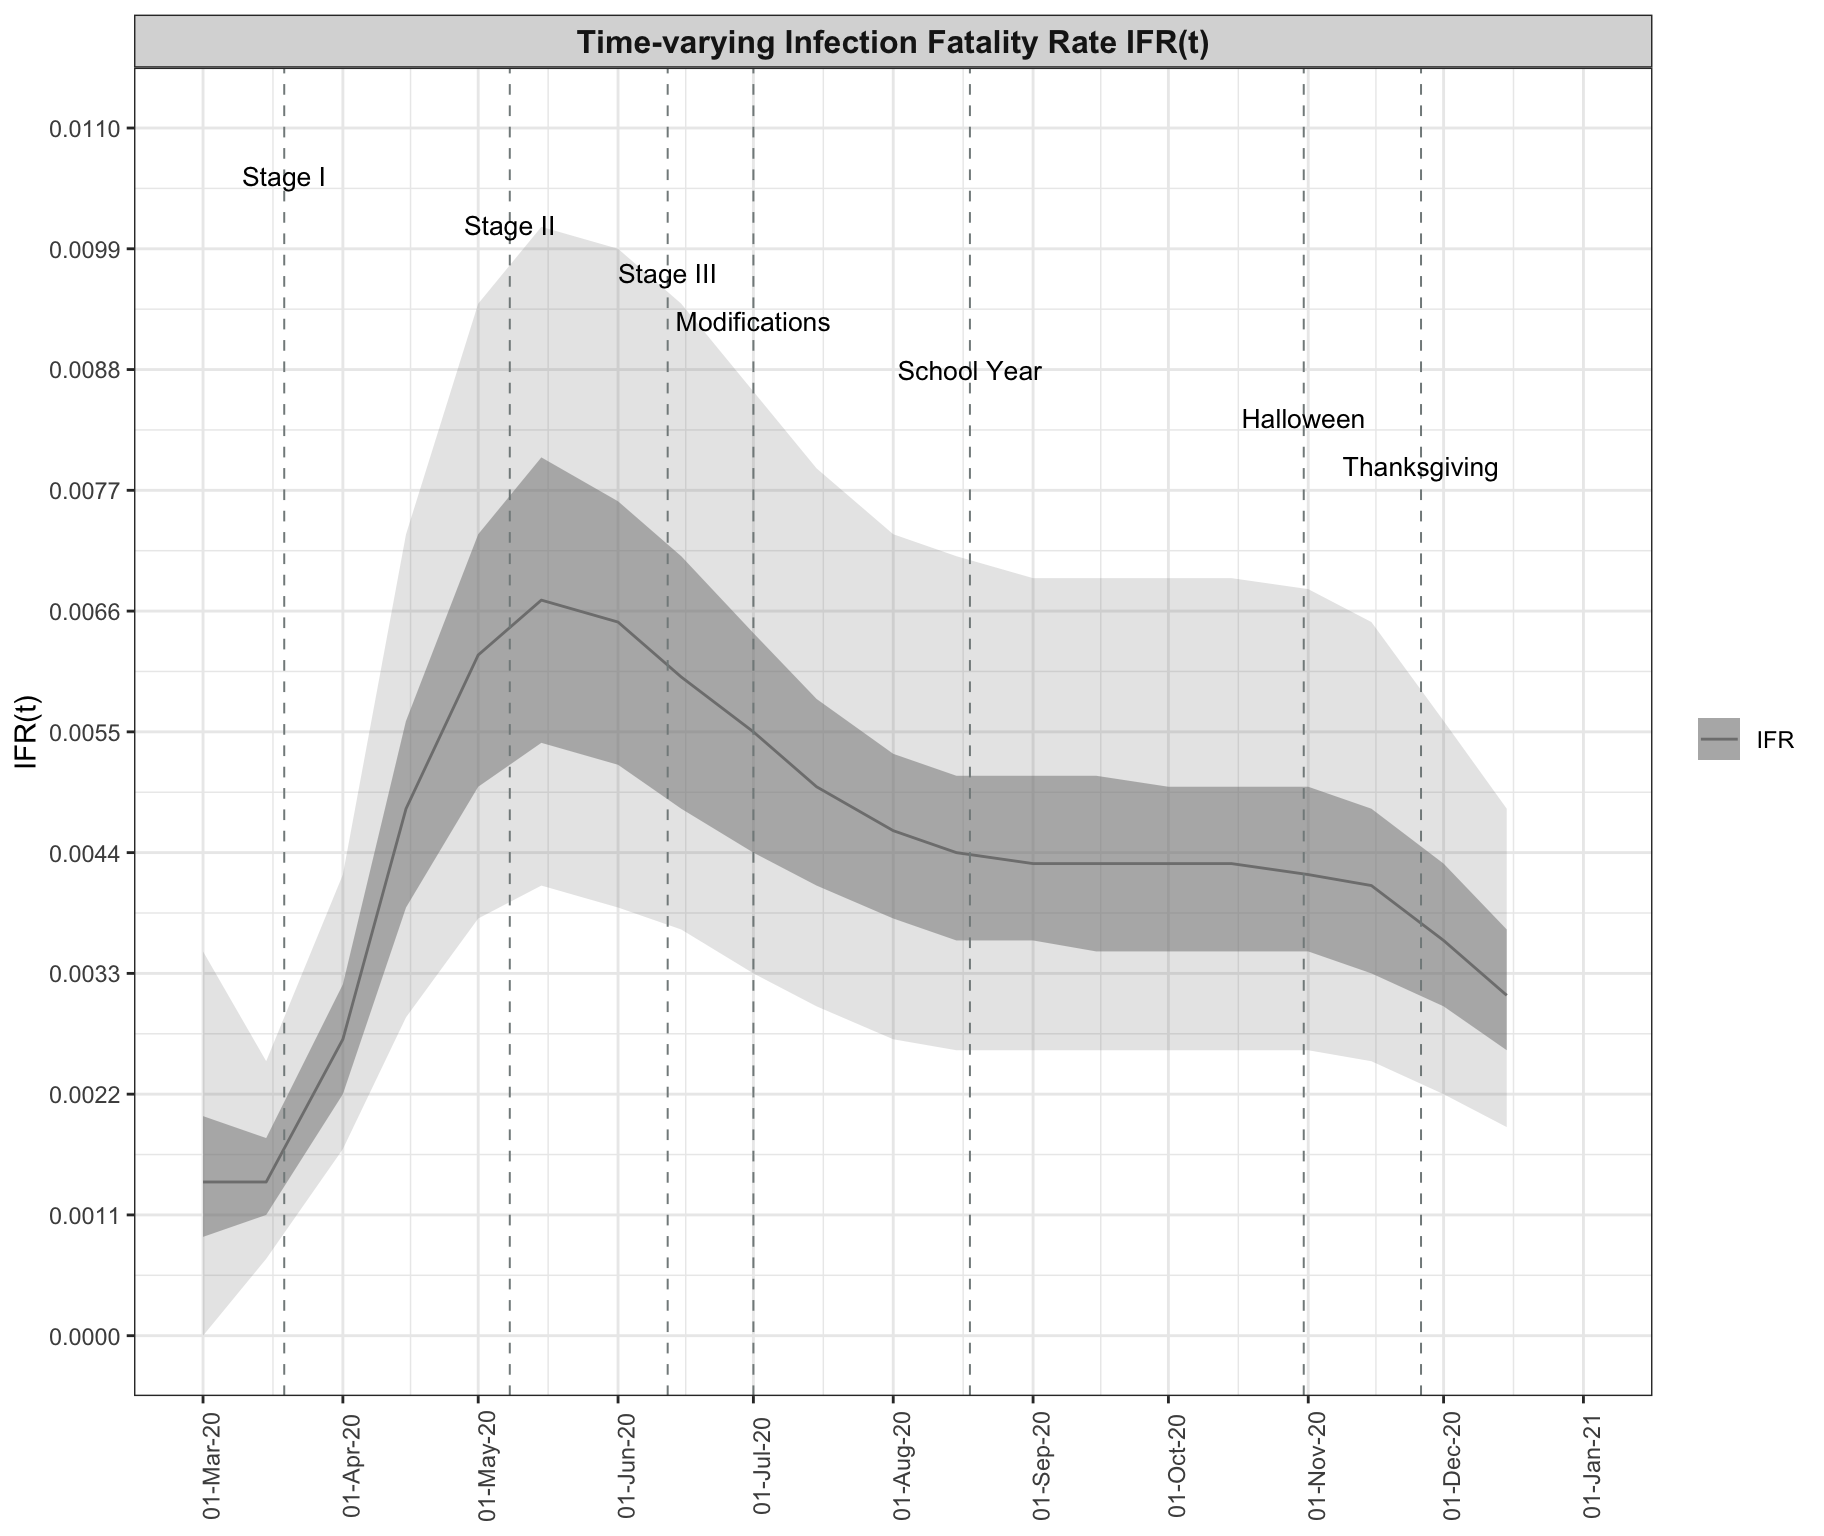 Time-varying Infection Fatality Rate IFR(t)
0.0110
0.0099
0.0088
0.0077
0.0066
0.0055
0.0044
0.0033
0.0022
0.0011
0.0000
IFR(t)
Stage I
Stage II
Stage III
Modifications
School Year
Halloween
Thanksgiving
IFR
01-Mar-20
01-Apr-20
01-May-20
01-Jun-20
01-Jul-20
01-Aug-20
01-Sep-20
01-Oct-20
01-Nov-20
01-Dec-20
01-Jan-21